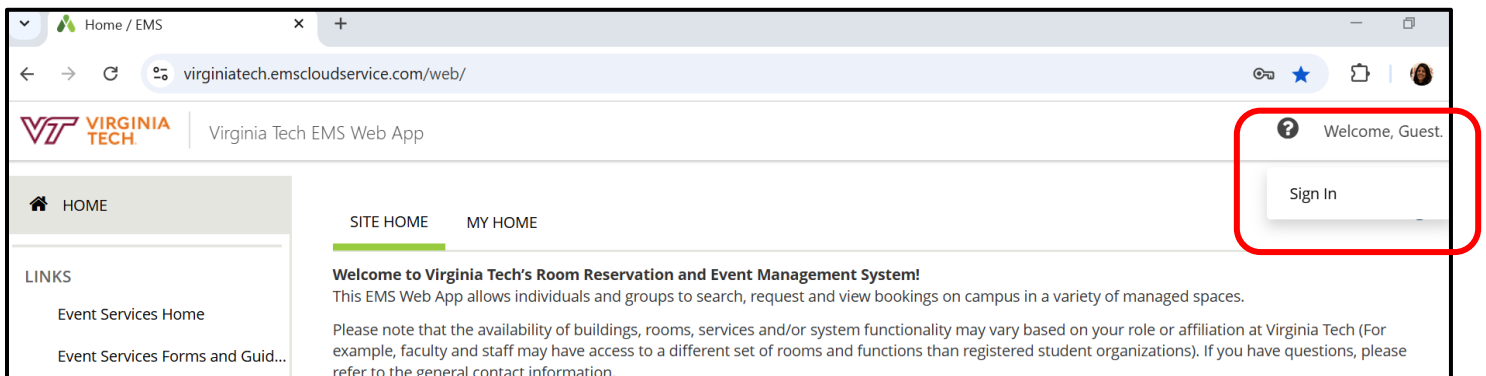 Home / EMS
virginiatech.emscloudservice.com/web/
VIRGINIA
TECH
Virginia Tech EMS Web App
Welcome, Guest.
Sign In
HOME
SITE HOME MY HOME
LINKS
Event Services Home
Event Services Forms and Guid...
Welcome to Virginia Tech’s Room Reservation and Event Management System!
This EMS Web App allows individuals and groups to search, request and view bookings on campus in a variety of managed spaces.
Please note that the availability of buildings, rooms, services and/or system functionality may vary based on your role or affiliation at Virginia Tech (For
example, faculty and staff may have access to a different set of rooms and functions than registered student organizations). If you have questions, please
refer to the general contact information.